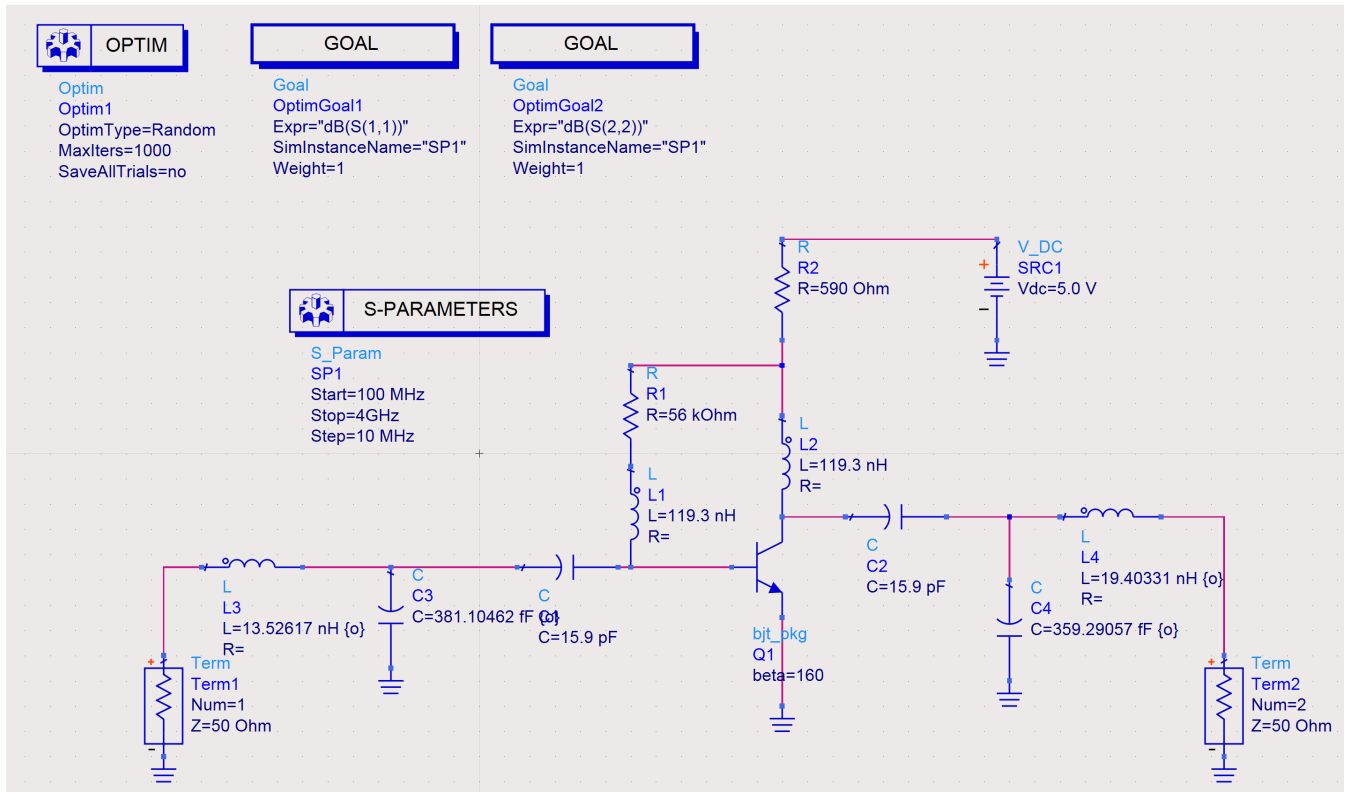 OPTIM
Optim
Optim1
OptimType=Random
MaxIters=1000
SaveAllTrials=no
GOAL
Goal
OptimGoal1
Expr="dB(S(1,1))"
SimInstanceName="SP1"
Weight=1
GOAL
Goal
OptimGoal2
Expr="dB(S(2,2))"
SimInstanceName="SP1"
Weight=1
S-PARAMETERS
S_Param
SP1
Start=100 MHz
Stop=4GHz
Step=10 MHz
R
R2
R=590 Ohm
+
V_DC
SRC1
Vdc=5.0 V
−
R
R1
R=56 kOhm
L
L1
L=119.3 nH
R=
L
L2
L=119.3 nH
R=
L
L3
L=13.52617 nH {o}
R=
C
C3
C=381.10462 fF {o}
C
C1
C=15.9 pF
bjt_pkg
Q1
beta=160
C
C2
C=15.9 pF
C
C4
C=359.29057 fF {o}
L
L4
L=19.40331 nH {o}
R=
+
Term
Term1
Num=1
Z=50 Ohm
−
+
Term
Term2
Num=2
Z=50 Ohm
−